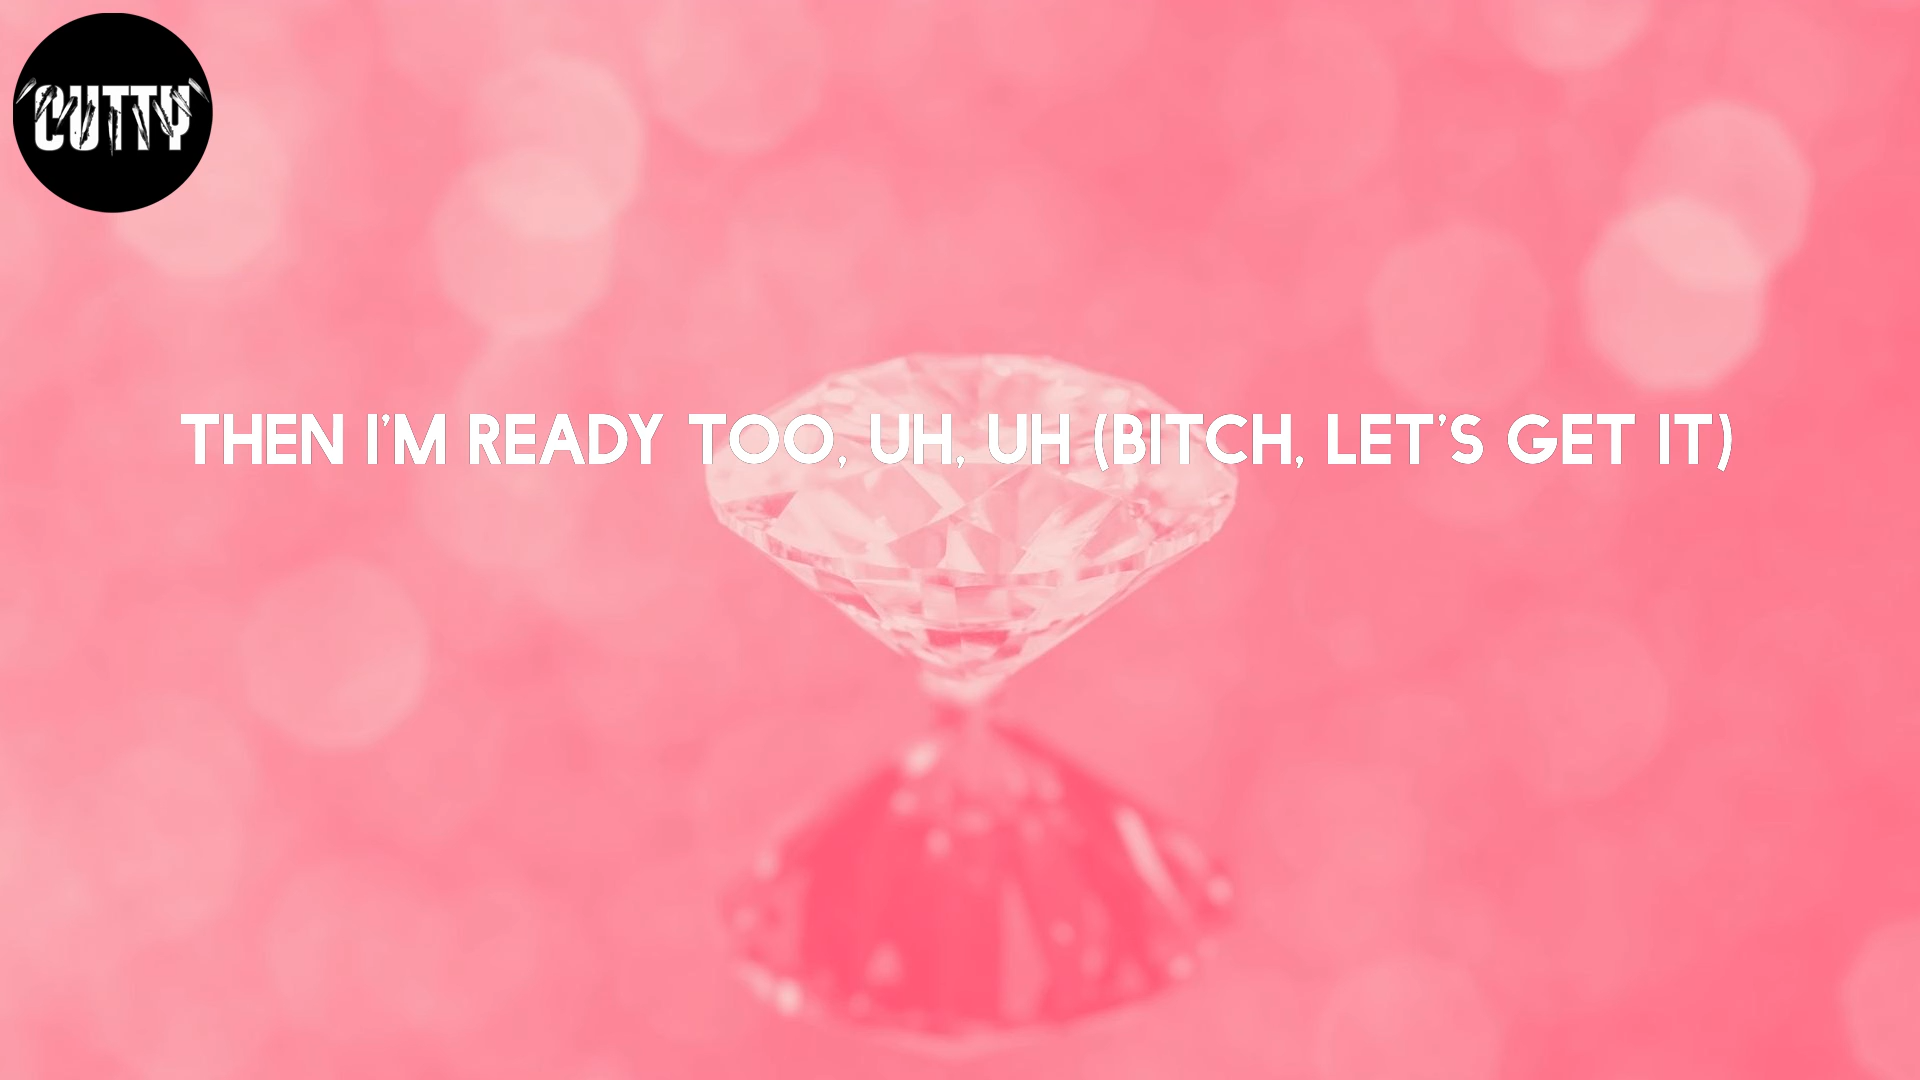 CUTTY
THEN I'M READY TOO, UH, UH (BITCH, LET'S GET IT)